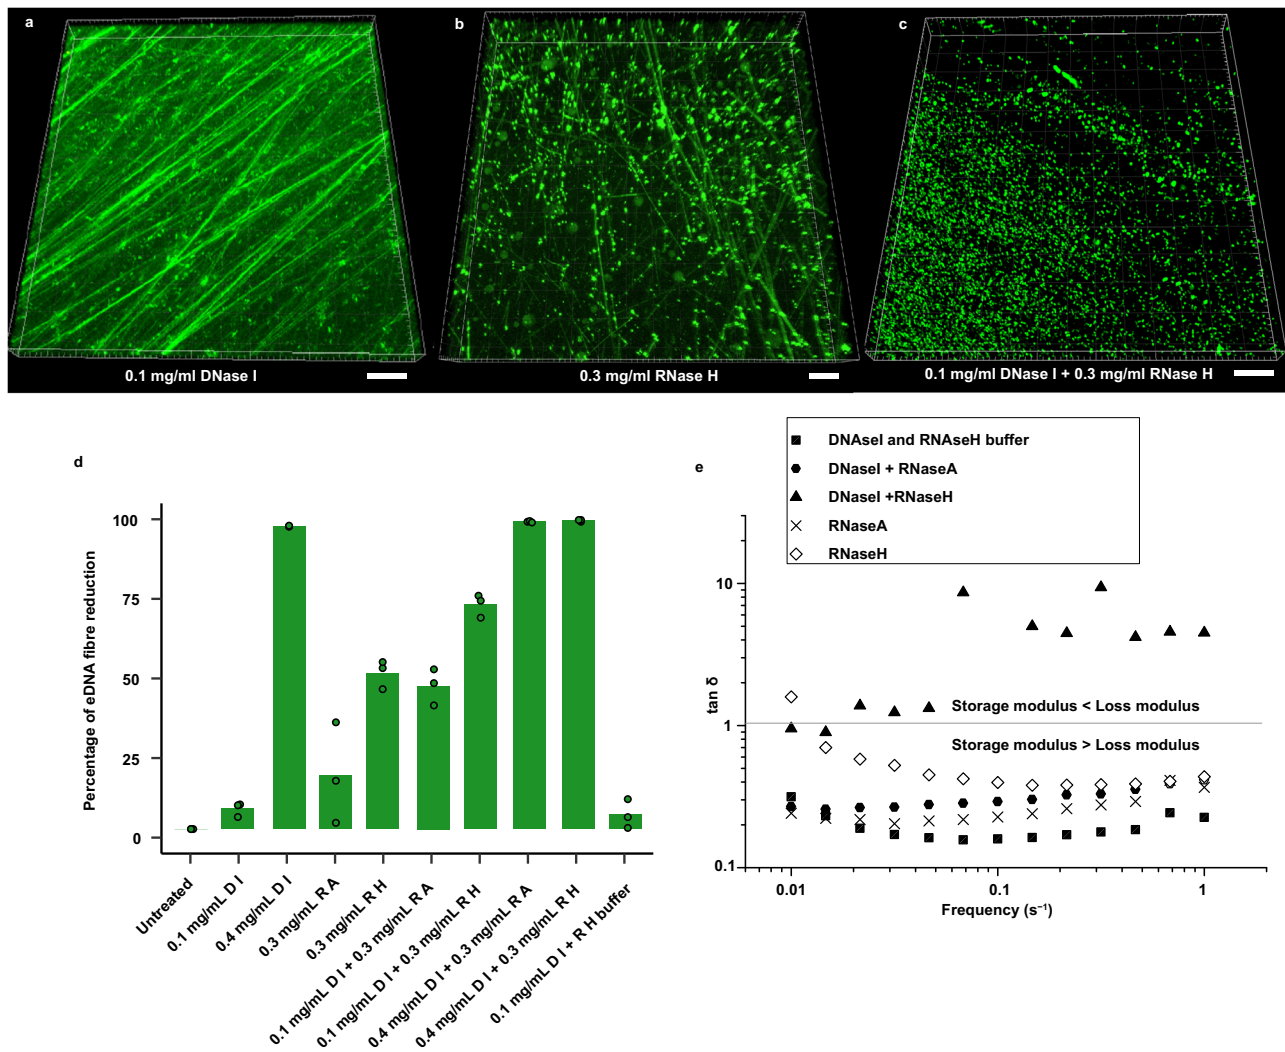 a
b
c
0.1 mg/ml DNase I
0.3 mg/ml RNase H
0.1 mg/ml DNase I + 0.3 mg/ml RNase H
d
Percentage of eDNA fibre reduction
100
75
50
25
0
Untreated
0.1 mg/mL D I
0.4 mg/mL D I
0.3 mg/mL R A
0.3 mg/mL R H
0.1 mg/mL D I + 0.3 mg/mL R A
0.1 mg/mL D I + 0.3 mg/mL R H
0.4 mg/mL D I + 0.3 mg/mL R A
0.4 mg/mL D I + 0.3 mg/mL R H
0.1 mg/mL D I + R H buffer
e
DNAseI and RNAseH buffer
DNaseI + RNaseA
DNaseI +RNaseH
RNaseA
RNaseH
tan δ
10
1
0.1
Storage modulus < Loss modulus
Storage modulus > Loss modulus
0.01
0.1
1
Frequency (s⁻¹)